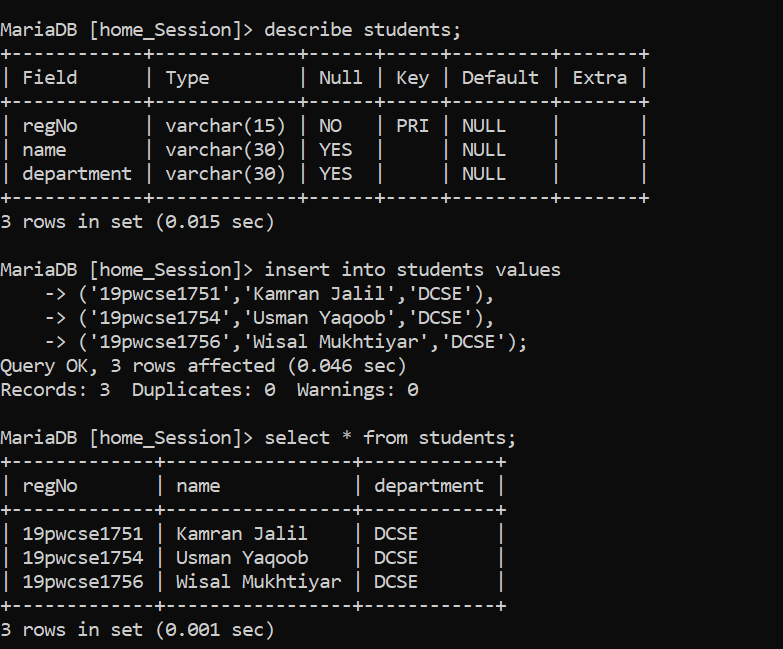 MariaDB [home_Session]> describe students;
+------------+-------------+------+-----+---------+-------+
| Field      | Type        | Null | Key | Default | Extra |
+------------+-------------+------+-----+---------+-------+
| regNo      | varchar(15) | NO   | PRI | NULL    |       |
| name       | varchar(30) | YES  |     | NULL    |       |
| department | varchar(30) | YES  |     | NULL    |       |
+------------+-------------+------+-----+---------+-------+
3 rows in set (0.015 sec)
MariaDB [home_Session]> insert into students values
    -> ('19pwcse1751','Kamran Jalil','DCSE'),
    -> ('19pwcse1754','Usman Yaqoob','DCSE'),
    -> ('19pwcse1756','Wisal Mukhtiyar','DCSE');
Query OK, 3 rows affected (0.046 sec)
Records: 3  Duplicates: 0  Warnings: 0
MariaDB [home_Session]> select * from students;
+-------------+-----------------+------------+
| regNo       | name            | department |
+-------------+-----------------+------------+
| 19pwcse1751 | Kamran Jalil    | DCSE       |
| 19pwcse1754 | Usman Yaqoob    | DCSE       |
| 19pwcse1756 | Wisal Mukhtiyar | DCSE       |
+-------------+-----------------+------------+
3 rows in set (0.001 sec)